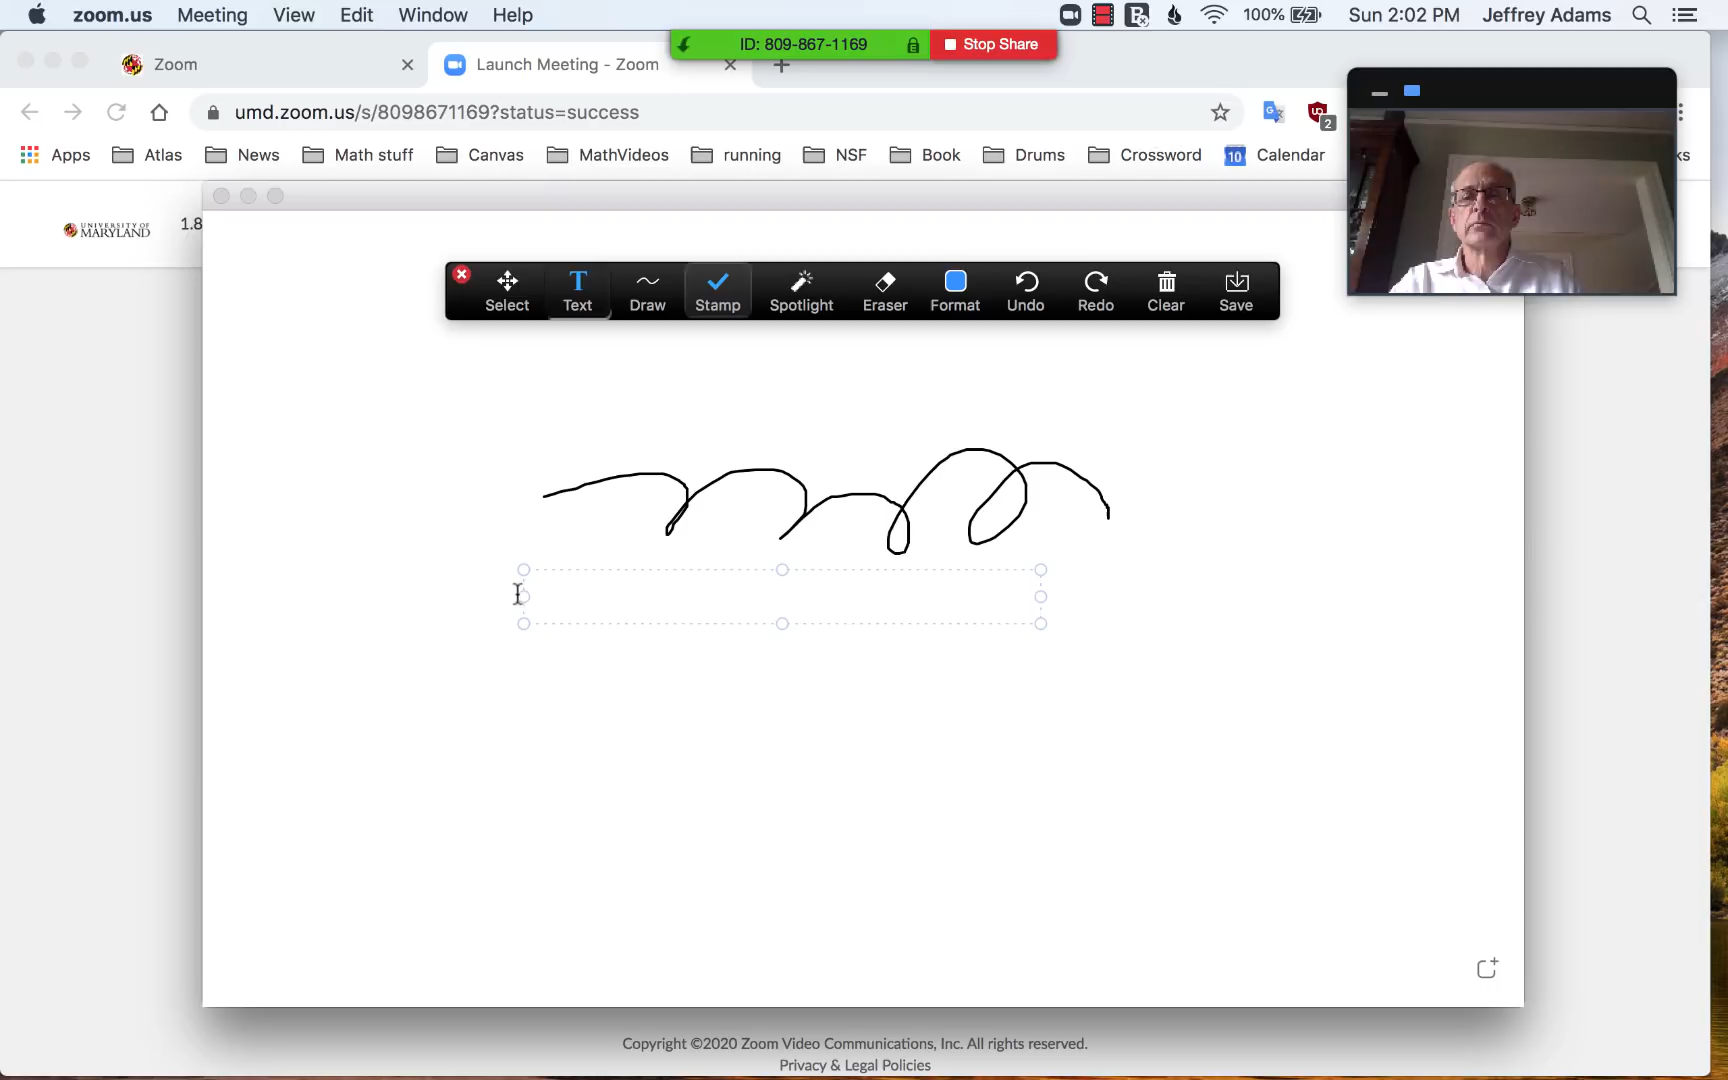 zoom.us Meeting View Edit Window Help 100% Sun 2:02 PM Jeffrey Adams
ID: 809-867-1169 Stop Share
Zoom Launch Meeting - Zoom
umd.zoom.us/s/8098671169?status=success
2
Apps Atlas News Math stuff Canvas MathVideos running NSF Book Drums Crossword 10 Calendar ks
UNIVERSITY OF
MARYLAND
1.8
T
Select Text Draw Stamp Spotlight Eraser Format Undo Redo Clear Save
Copyright ©2020 Zoom Video Communications, Inc. All rights reserved.
Privacy & Legal Policies